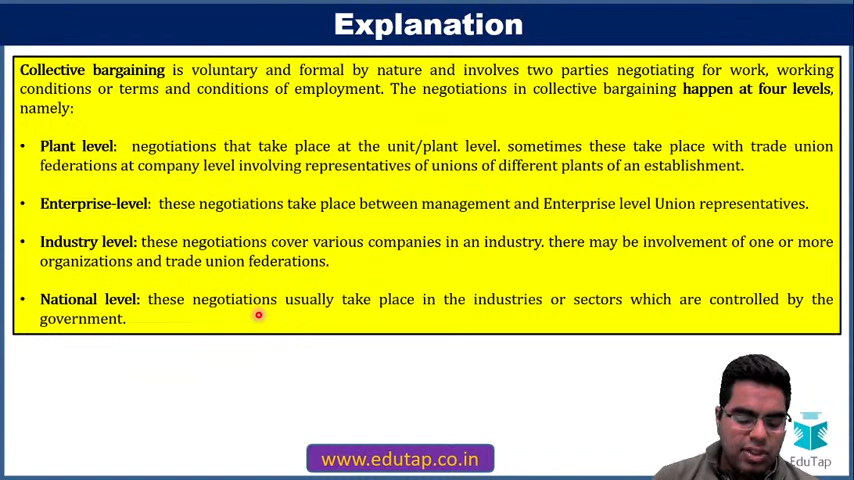 Explanation
Collective bargaining is voluntary and formal by nature and involves two parties negotiating for work, working
conditions or terms and conditions of employment. The negotiations in collective bargaining happen at four levels,
namely:
• Plant level: negotiations that take place at the unit/plant level. sometimes these take place with trade union
federations at company level involving representatives of unions of different plants of an establishment.
• Enterprise-level: these negotiations take place between management and Enterprise level Union representatives.
• Industry level: these negotiations cover various companies in an industry. there may be involvement of one or more
organizations and trade union federations.
• National level: these negotiations usually take place in the industries or sectors which are controlled by the
government.
EduTap
www.edutap.co.in